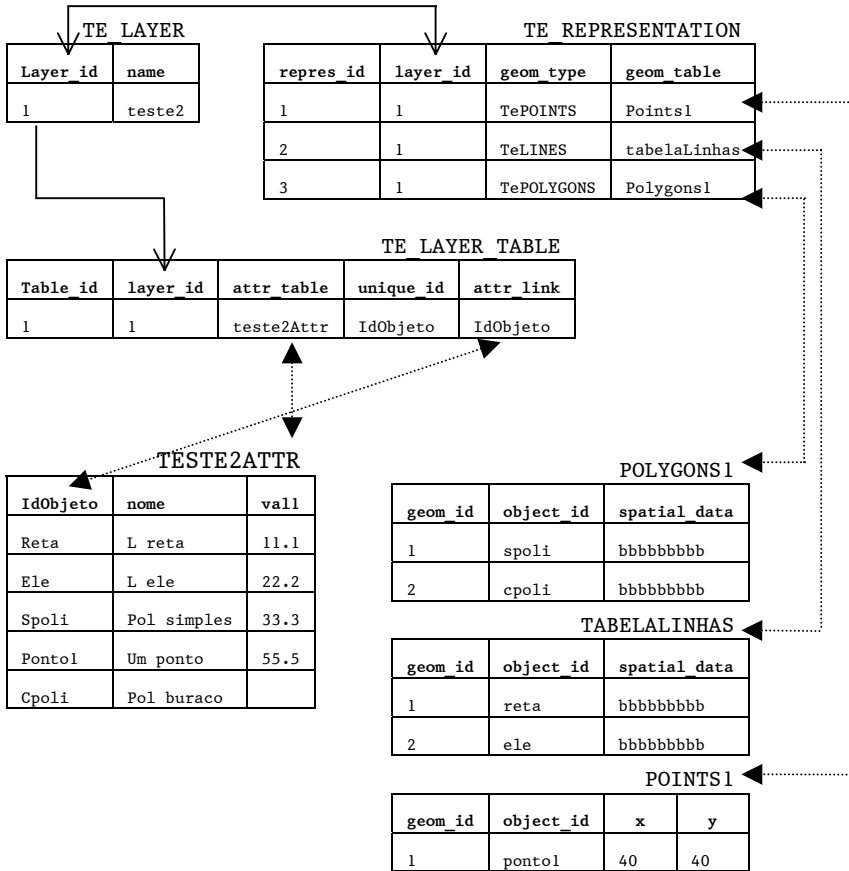 TE_LAYER
Layer_id name
1 teste2
TE_REPRESENTATION
repres_id layer_id geom_type geom_table
1 1 TePOINTS Points1
2 1 TeLINES tabelaLinhas
3 1 TePOLYGONS Polygons1
TE_LAYER_TABLE
Table_id layer_id attr_table unique_id attr_link
1 1 teste2Attr IdObjeto IdObjeto
TESTE2ATTR
IdObjeto nome val1
Reta L reta 11.1
Ele L ele 22.2
Spoli Pol simples 33.3
Ponto1 Um ponto 55.5
Cpoli Pol buraco
POLYGONS1
geom_id object_id spatial_data
1 spoli bbbbbbbbb
2 cpoli bbbbbbbbb
TABELALINHAS
geom_id object_id spatial_data
1 reta bbbbbbbbb
2 ele bbbbbbbbb
POINTS1
geom_id object_id x y
1 ponto1 40 40